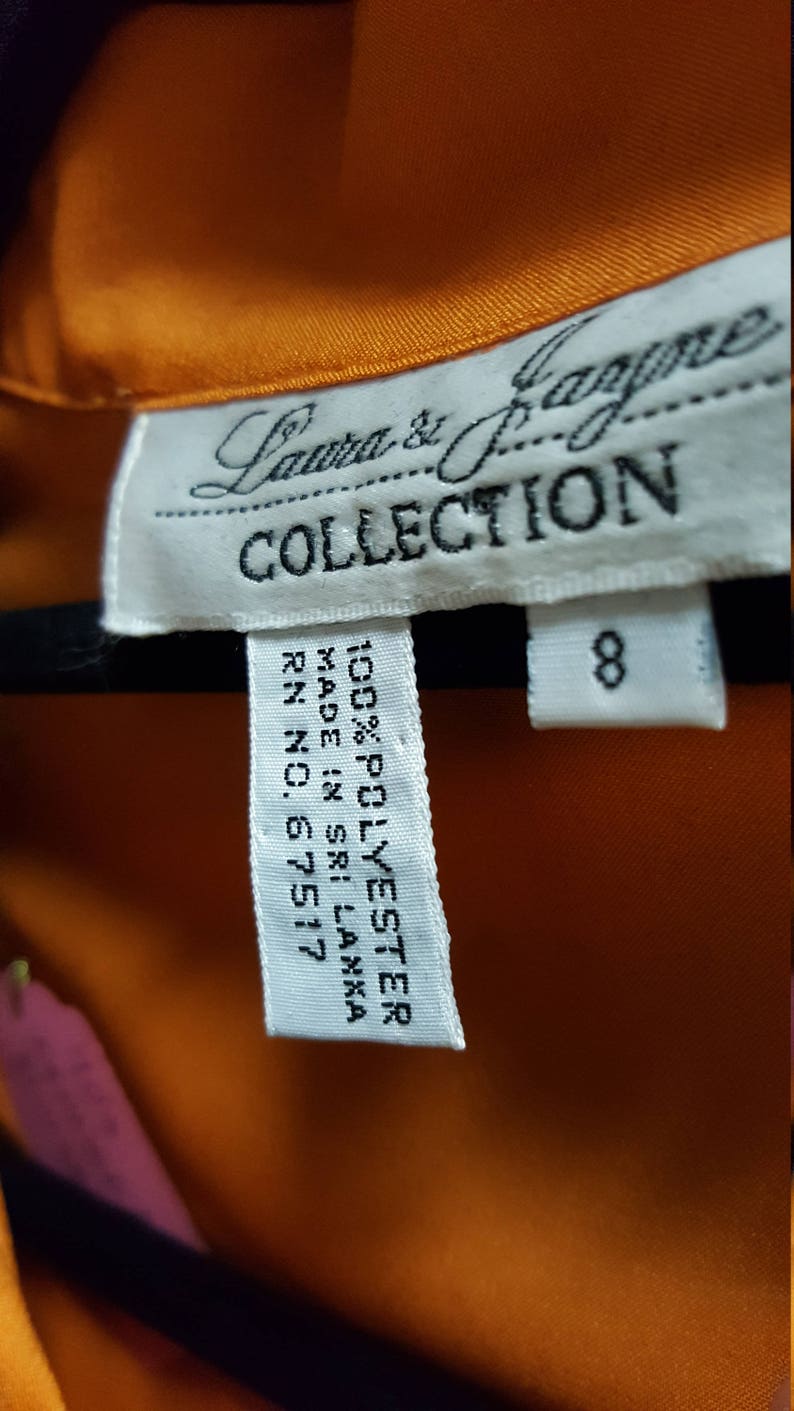 Laura & Jayne
COLLECTION
8
100% POLYESTER
MADE IN SRI LANKA
RN NO. 67517